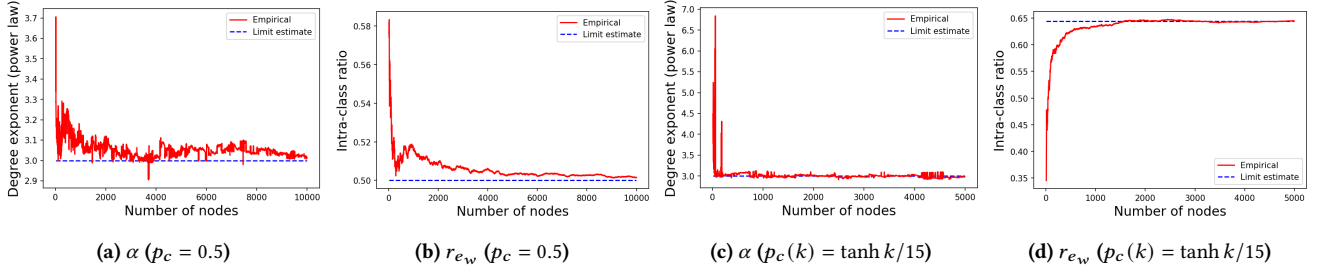 Degree exponent (power law)
3.7
3.6
3.5
3.4
3.3
3.2
3.1
3.0
2.9
0
2000
4000
6000
8000
10000
Number of nodes
Empirical
Limit estimate
(a) α (p_c = 0.5)
Intra-class ratio
0.58
0.56
0.54
0.52
0.50
0
2000
4000
6000
8000
10000
Number of nodes
Empirical
Limit estimate
(b) r_{e_w} (p_c = 0.5)
Degree exponent (power law)
7.0
6.5
6.0
5.5
5.0
4.5
4.0
3.5
3.0
0
1000
2000
3000
4000
5000
Number of nodes
Empirical
Limit estimate
(c) α (p_c(k) = tanh k/15)
Intra-class ratio
0.65
0.60
0.55
0.50
0.45
0.40
0.35
0
1000
2000
3000
4000
5000
Number of nodes
Empirical
Limit estimate
(d) r_{e_w} (p_c(k) = tanh k/15)